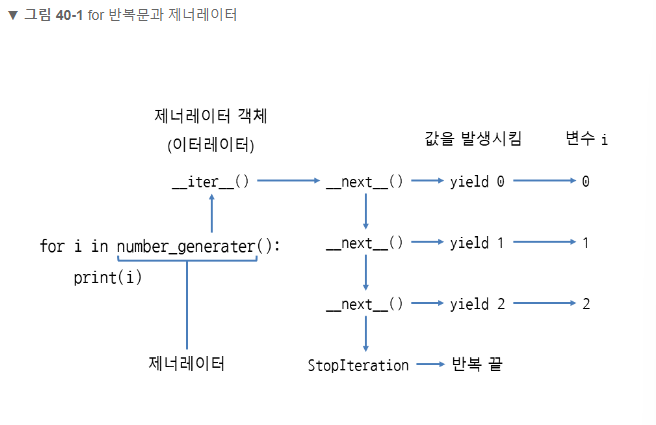 ▼ 그림 40-1 for 반복문과 제너레이터
제너레이터 객체
(이터레이터)
값을 발생시킴
변수 i
__iter__()
__next__()
yield 0
0
for i in number_generater():
print(i)
__next__()
yield 1
1
__next__()
yield 2
2
제너레이터
StopIteration
반복 끝